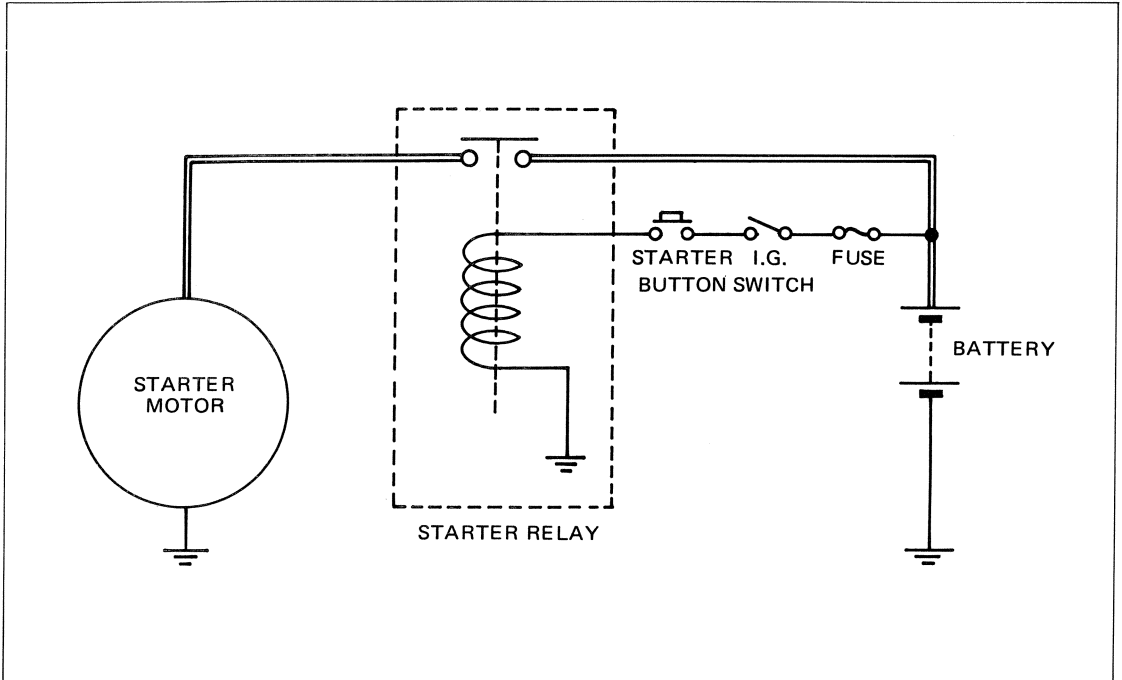 STARTER I.G. FUSE
BUTTON SWITCH
BATTERY
STARTER
MOTOR
STARTER RELAY